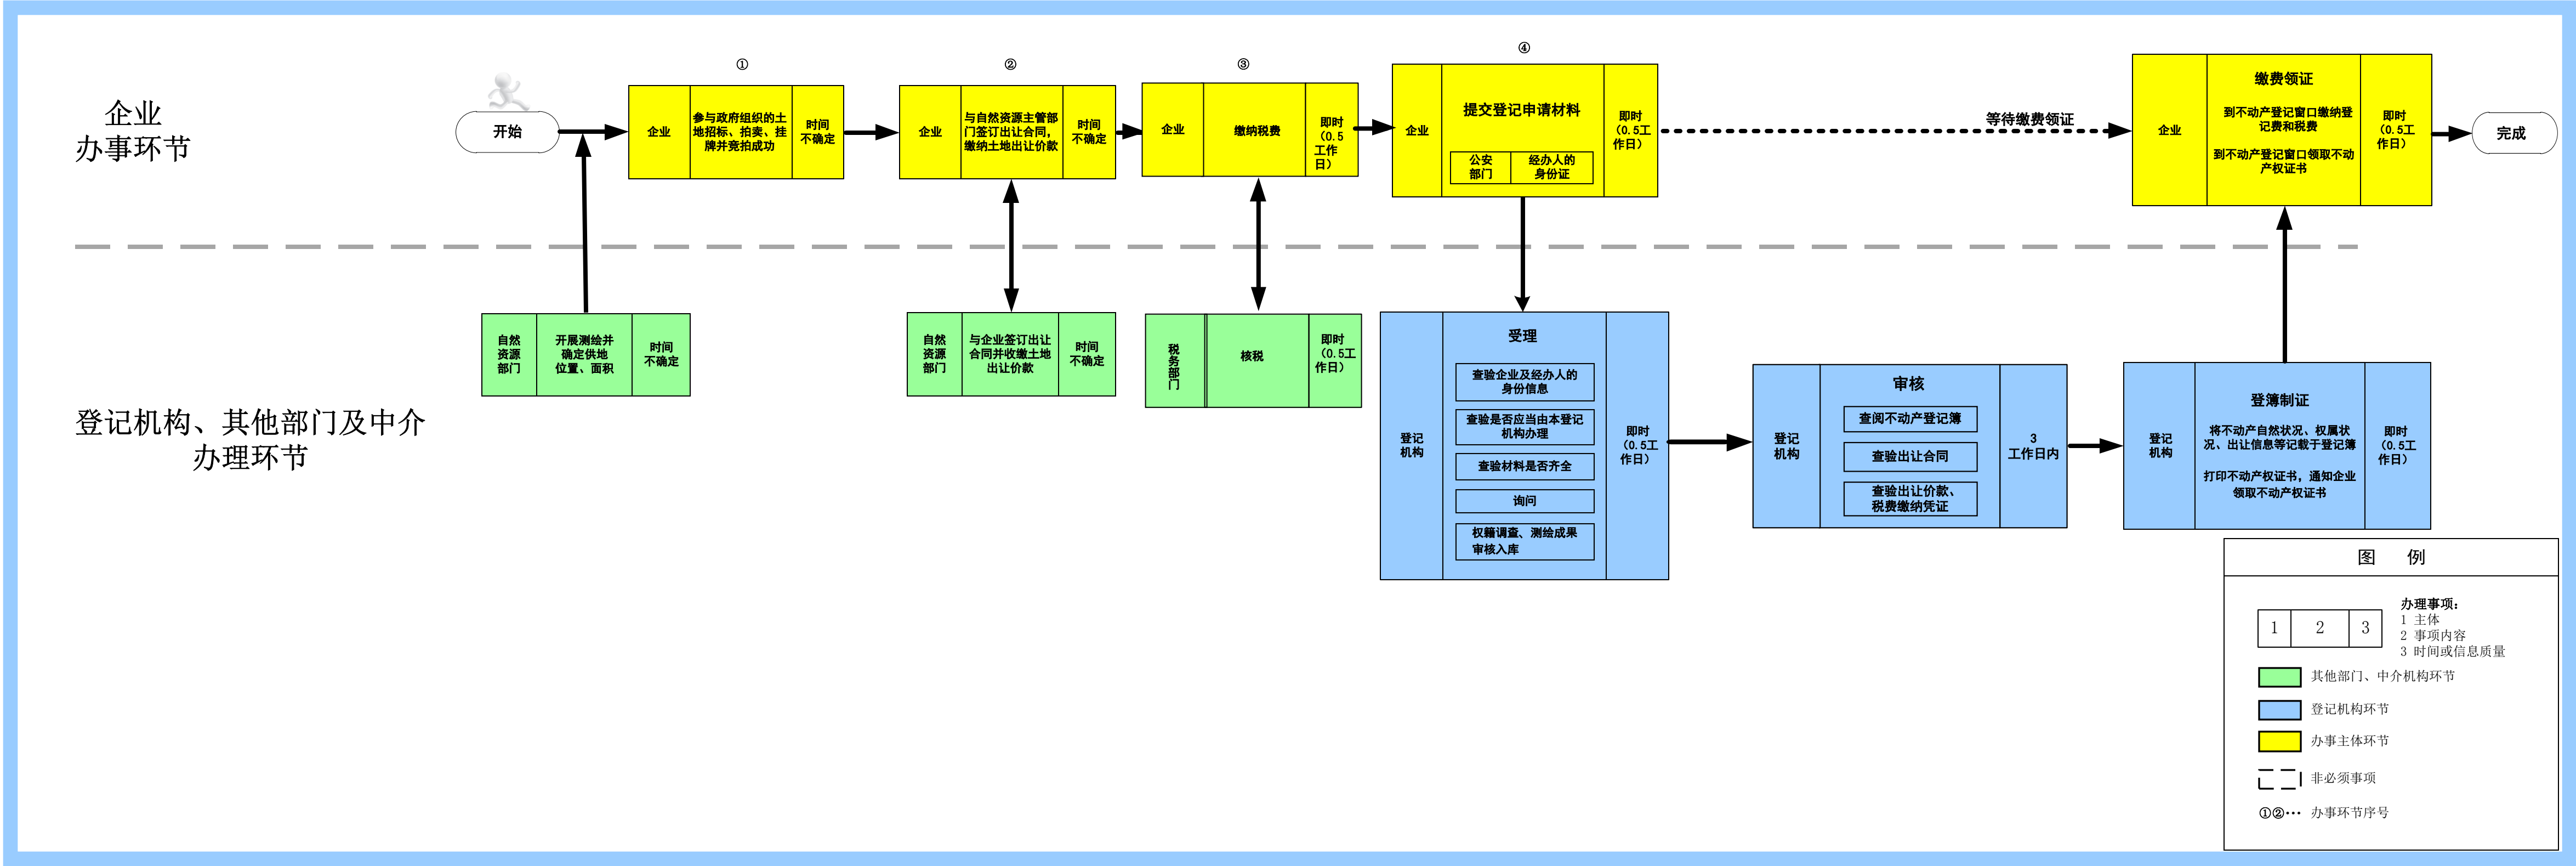 企业
办事环节
开始
①
企业
参与政府组织的土
地招标、拍卖、挂
牌并竞拍成功
时间
不确定
②
企业
与自然资源主管部
门签订出让合同，
缴纳土地出让价款
时间
不确定
③
企业
缴纳税费
即时
（0.5
工作
日）
④
企业
提交登记申请材料
公安
部门
经办人的
身份证
即时
（0.5工
作日）
等待缴费领证
企业
缴费领证
到不动产登记窗口缴纳登
记费和税费
到不动产登记窗口领取不动
产权证书
即时
（0.5工
作日）
完成
登记机构、其他部门及中介
办理环节
自然
资源
部门
开展测绘并
确定供地
位置、面积
时间
不确定
自然
资源
部门
与企业签订出让
合同并收缴土地
出让价款
时间
不确定
税
务
部
门
核税
即时
（0.5工
作日）
登记
机构
受理
查验企业及经办人的
身份信息
查验是否应当由本登记
机构办理
查验材料是否齐全
询问
权籍调查、测绘成果
审核入库
即时
（0.5工
作日）
登记
机构
审核
查阅不动产登记簿
查验出让合同
查验出让价款、
税费缴纳凭证
3
工作日内
登记
机构
登簿制证
将不动产自然状况、权属状
况、出让信息等记载于登记簿
打印不动产权证书，通知企业
领取不动产权证书
即时
（0.5工
作日）
图 例
1 2 3
办理事项：
1 主体
2 事项内容
3 时间或信息质量
其他部门、中介机构环节
登记机构环节
办事主体环节
非必须事项
①②… 办事环节序号